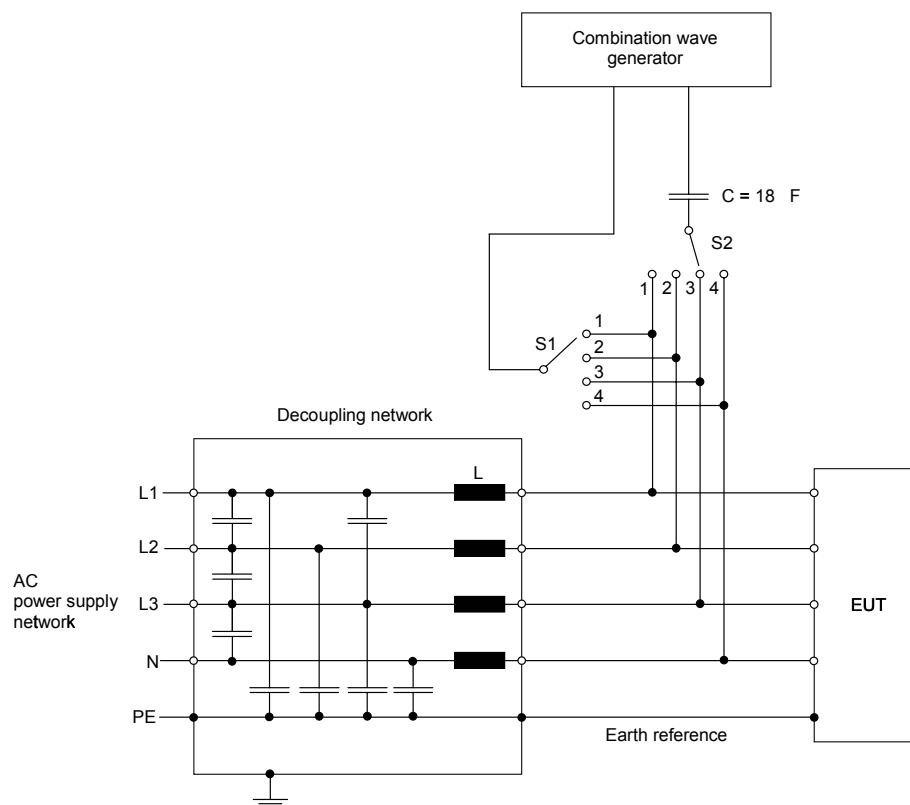 Combination wave
generator
C = 18 F
S2
1 2 3 4
S1
1
2
3
4
Decoupling network
L
L1
L2
AC
power supply
network
L3
N
PE
EUT
Earth reference